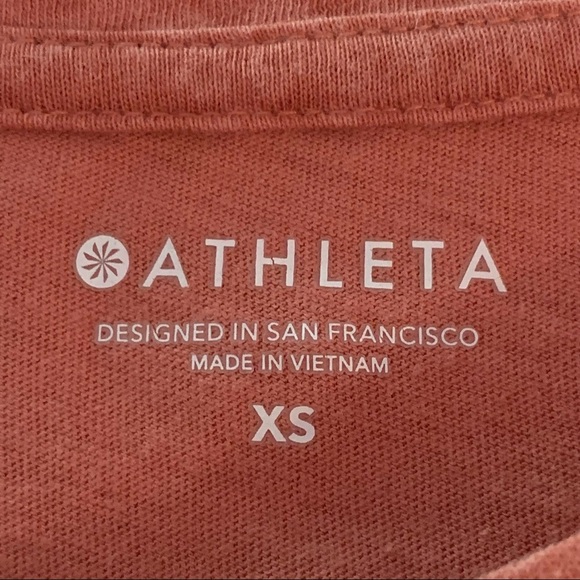 ATHLETA
DESIGNED IN SAN FRANCISCO
MADE IN VIETNAM
XS